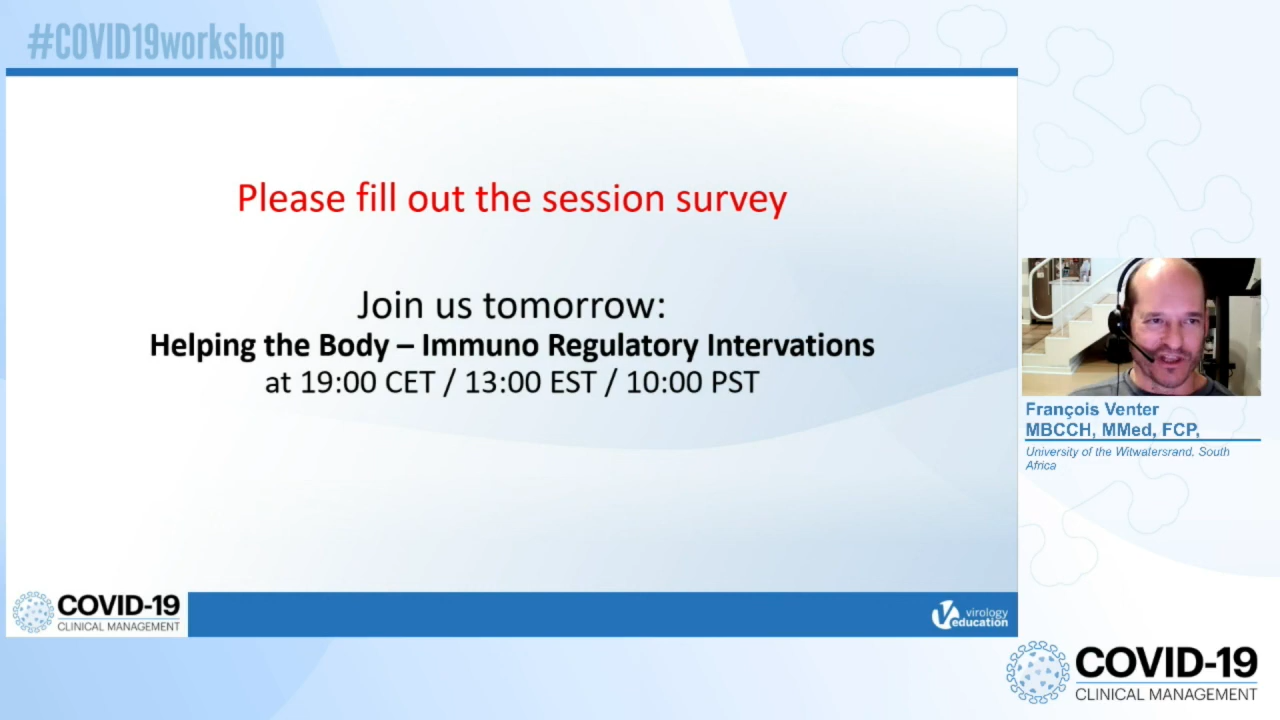 #COVID19workshop
Please fill out the session survey
Join us tomorrow:
Helping the Body – Immuno Regulatory Intervations
at 19:00 CET / 13:00 EST / 10:00 PST
François Venter
MBCCH, MMed, FCP,
University of the Witwatersrand, South
Africa
COVID-19
CLINICAL MANAGEMENT
virology
education
COVID-19
CLINICAL MANAGEMENT